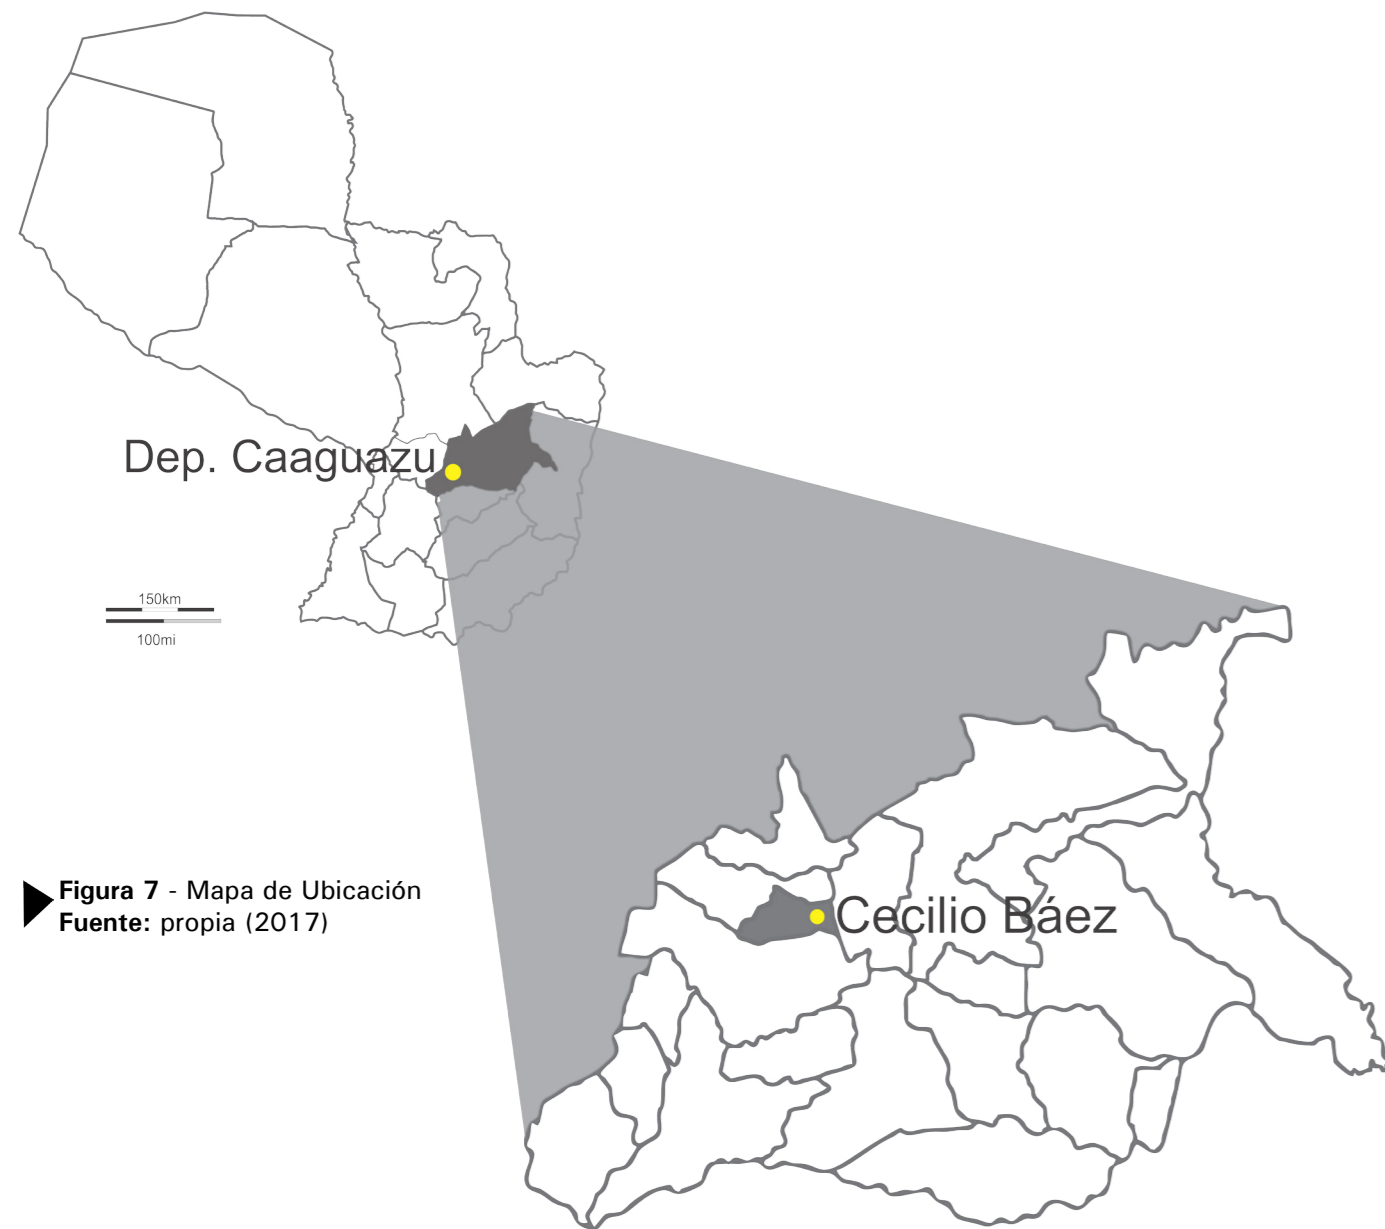 Dep. Caaguazu
150km
100mi
Figura 7 - Mapa de Ubicación
Fuente: propia (2017)
Cecilio Báez